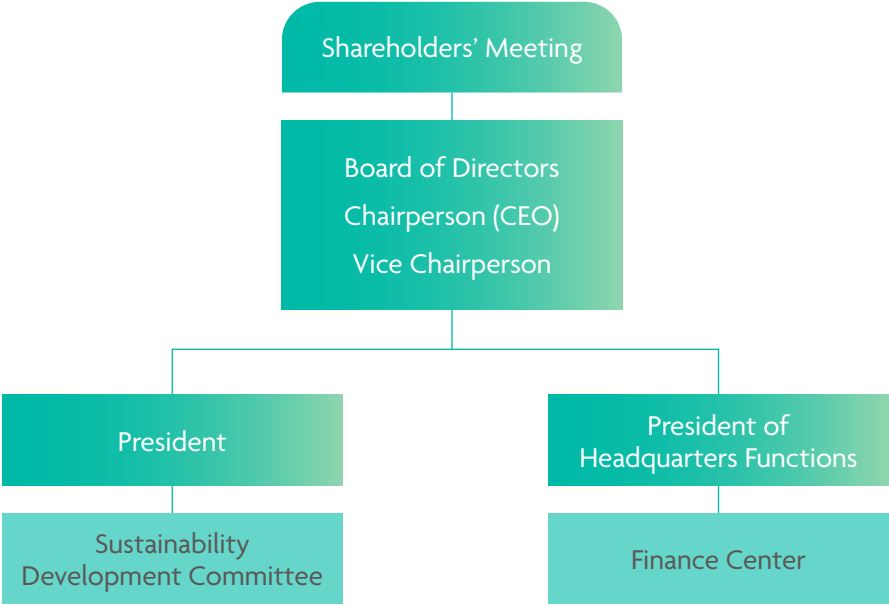 Shareholders’ Meeting
Board of Directors
Chairperson (CEO)
Vice Chairperson
President
President of
Headquarters Functions
Sustainability
Development Committee
Finance Center